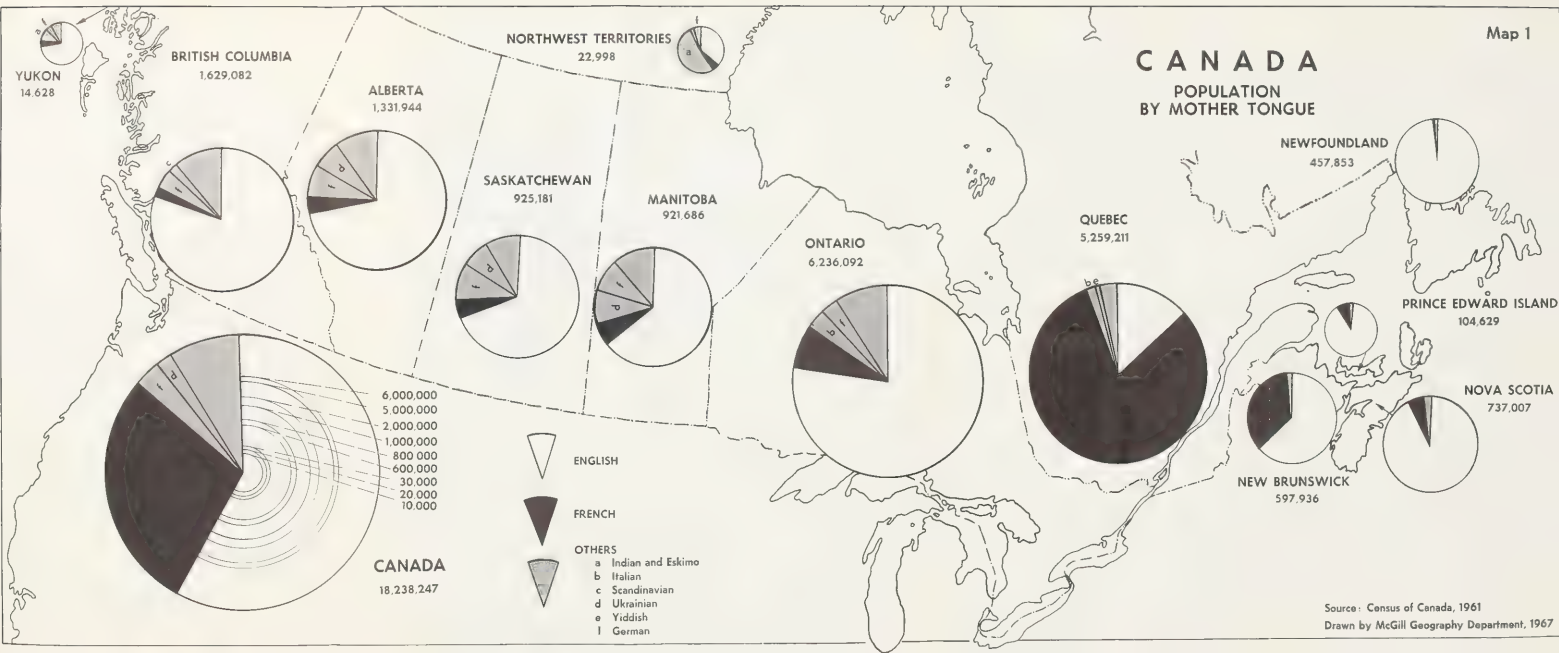 Map 1
CANADA
POPULATION
BY MOTHER TONGUE
YUKON
14.628
f
a
BRITISH COLUMBIA
1,629,082
c
f
ALBERTA
1,331,944
d
f
NORTHWEST TERRITORIES
22,998
f
a
SASKATCHEWAN
925,181
d
f
MANITOBA
921,686
f
d
ONTARIO
6,236,092
b f
QUEBEC
5,259,211
b e
NEWFOUNDLAND
457,853
PRINCE EDWARD ISLAND
104,629
NOVA SCOTIA
737,007
NEW BRUNSWICK
597,936
f d
6,000,000
5,000,000
2,000,000
1,000,000
800 000
600,000
30,000
20,000
10,000
CANADA
18,238,247
ENGLISH
FRENCH
OTHERS
a Indian and Eskimo
b Italian
c Scandinavian
d Ukrainian
e Yiddish
f German
Source: Census of Canada, 1961
Drawn by McGill Geography Department, 1967